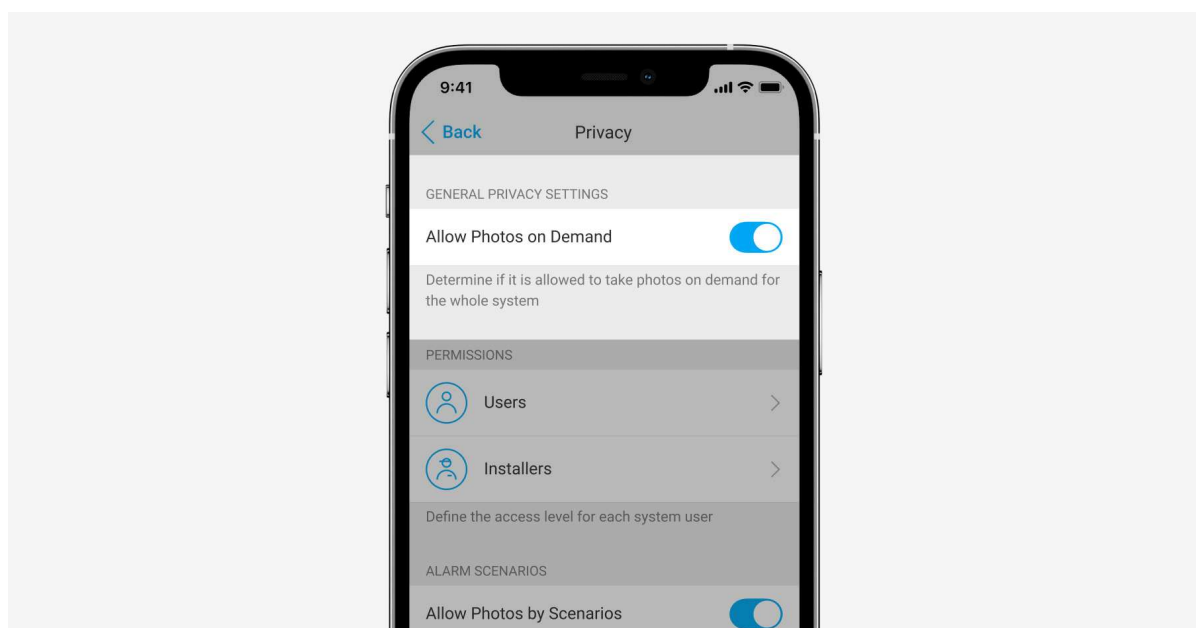 9:41
Back
Privacy
GENERAL PRIVACY SETTINGS
Allow Photos on Demand
Determine if it is allowed to take photos on demand for
the whole system
PERMISSIONS
Users
Installers
Define the access level for each system user
ALARM SCENARIOS
Allow Photos by Scenarios